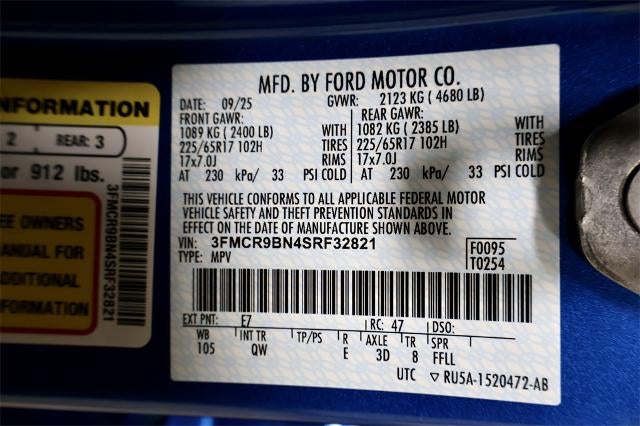 NFORMATION
2 REAR: 3
or 912 lbs.
EE OWNERS
ANUAL FOR
DDITIONAL
FORMATION
3FMCR9BN4SRF32821
MFD. BY FORD MOTOR CO.
DATE: 09/25 GVWR: 2123 KG ( 4680 LB)
FRONT GAWR: REAR GAWR:
1089 KG ( 2400 LB) WITH 1082 KG ( 2385 LB) WITH
225/65R17 102H TIRES 225/65R17 102H TIRES
17x7.0J RIMS 17x7.0J RIMS
AT 230 kPa/ 33 PSI COLD AT 230 kPa/ 33 PSI COLD
THIS VEHICLE CONFORMS TO ALL APPLICABLE FEDERAL MOTOR
VEHICLE SAFETY AND THEFT PREVENTION STANDARDS IN
EFFECT ON THE DATE OF MANUFACTURE SHOWN ABOVE.
VIN: 3FMCR9BN4SRF32821 F0095
TYPE: MPV T0254
EXT PNT: E7 RC: 47 DSO:
WB INT TR TP/PS R AXLE TR SPR
105 QW E 3D 8 FFLL
UTC ▽ RU5A-1520472-AB